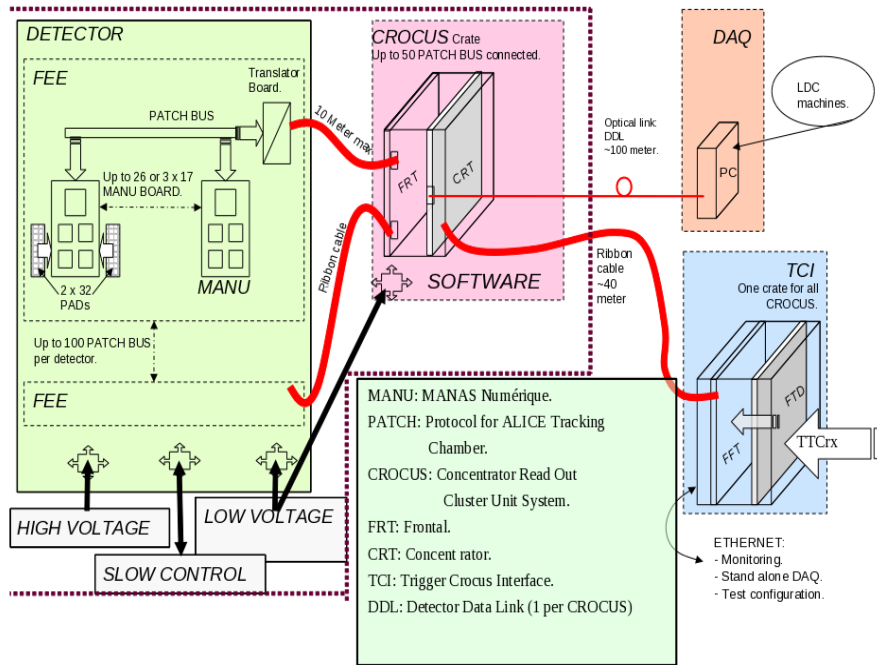 DETECTOR
FEE
Translator
Board.
PATCH BUS
Up to 26 or 3 x 17
MANU BOARD.
MANU
2 x 32
PADs
Up to 100 PATCH BUS
per detector.
FEE
HIGH VOLTAGE
SLOW CONTROL
LOW VOLTAGE
10 Meter max
Ribbon cable
CROCUS Crate
Up to 50 PATCH BUS connected.
FRT
CRT
SOFTWARE
Optical link:
DDL
~100 meter.
Ribbon
cable
~40
meter
DAQ
LDC
machines.
PC
TCI
One crate for all
CROCUS.
FFT
FTD
TTCrx
ETHERNET:
- Monitoring.
- Stand alone DAQ.
- Test configuration.
MANU: MANAS Numérique.
PATCH: Protocol for ALICE Tracking
Chamber.
CROCUS: Concentrator Read Out
Cluster Unit System.
FRT: Frontal.
CRT: Concent rator.
TCI: Trigger Crocus Interface.
DDL: Detector Data Link (1 per CROCUS)